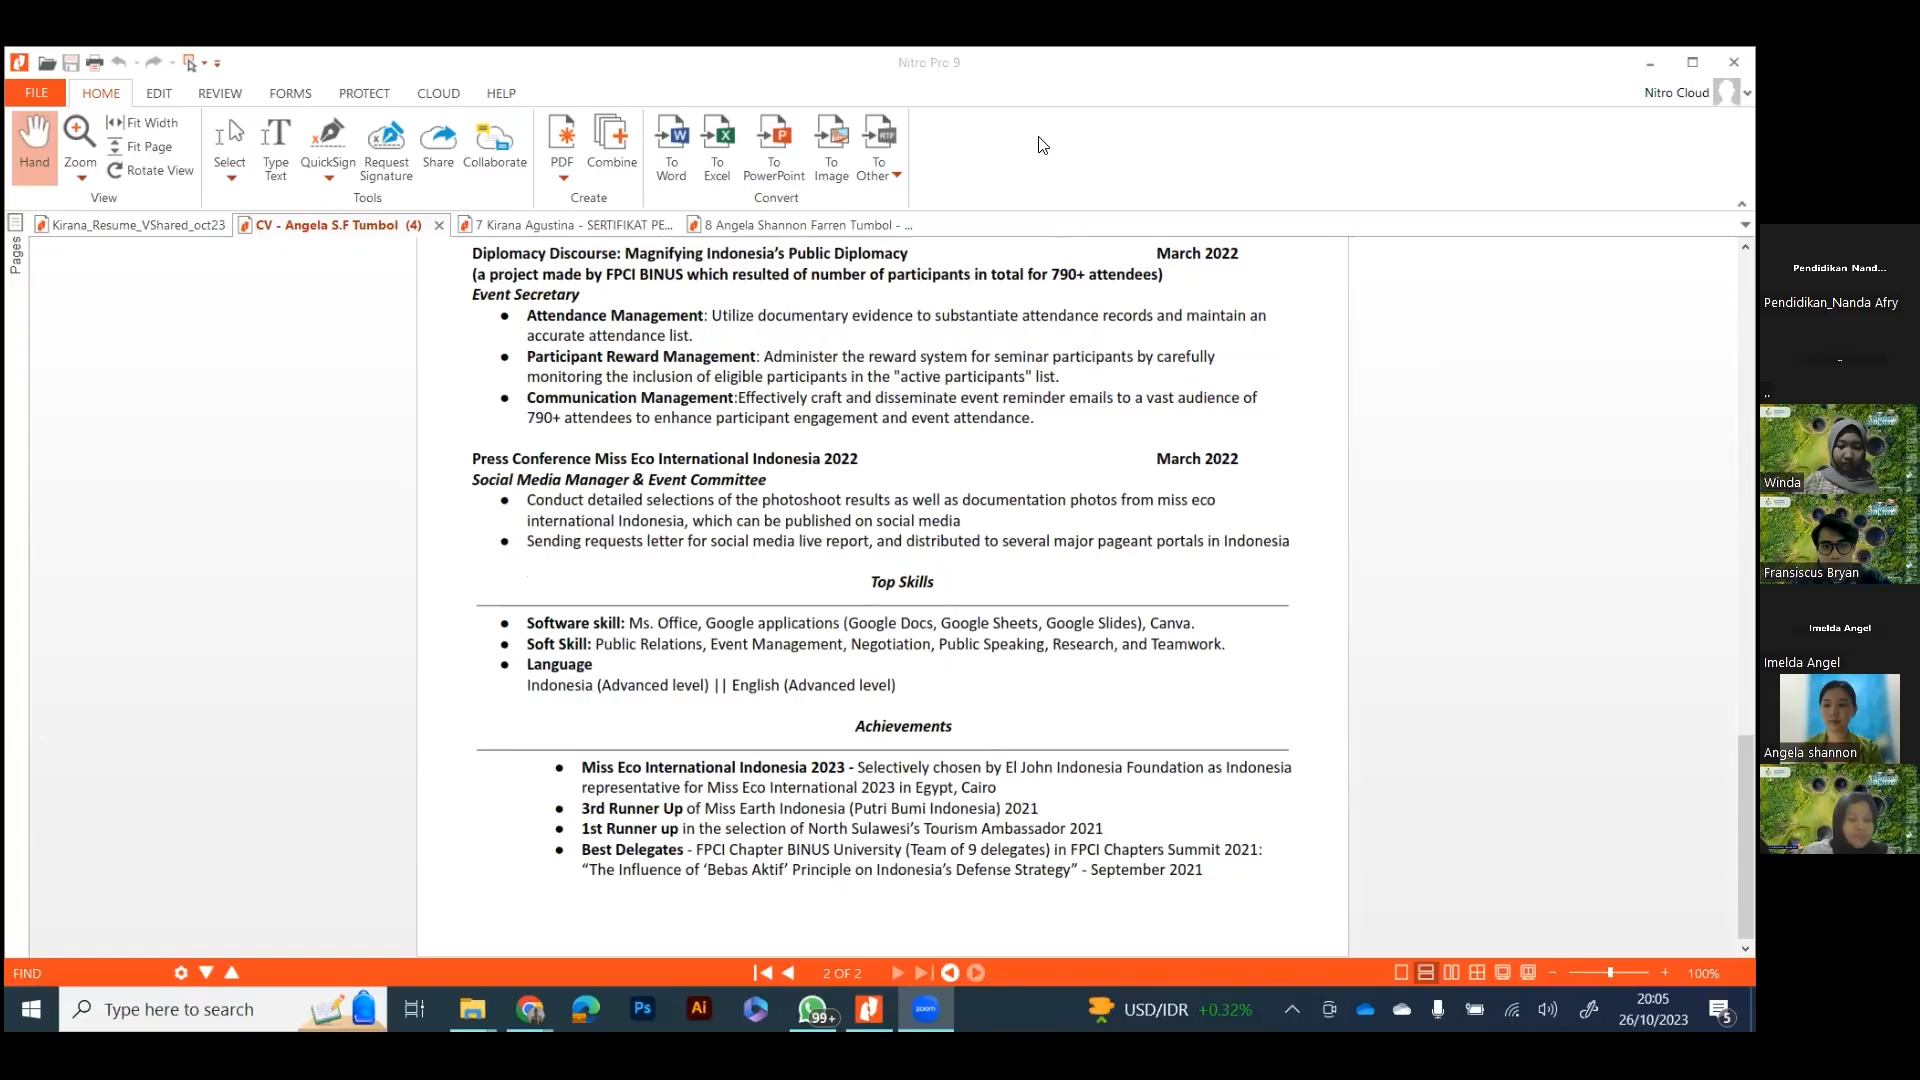 Nitro Pro 9
FILE HOME EDIT REVIEW FORMS PROTECT CLOUD HELP
Nitro Cloud
Hand
Zoom
Fit Width
Fit Page
Rotate View
View
Select
Type Text
QuickSign
Request Signature
Share
Collaborate
Tools
PDF
Combine
Create
To Word
To Excel
To PowerPoint
To Image
To Other
Convert
Kirana_Resume_VShared_oct23
CV - Angela S.F Tumbol (4)
7 Kirana Agustina - SERTIFIKAT PE...
8 Angela Shannon Farren Tumbol - ...
Pages
Diplomacy Discourse: Magnifying Indonesia’s Public Diplomacy March 2022
(a project made by FPCI BINUS which resulted of number of participants in total for 790+ attendees)
Event Secretary
● Attendance Management: Utilize documentary evidence to substantiate attendance records and maintain an
accurate attendance list.
● Participant Reward Management: Administer the reward system for seminar participants by carefully
monitoring the inclusion of eligible participants in the "active participants" list.
● Communication Management:Effectively craft and disseminate event reminder emails to a vast audience of
790+ attendees to enhance participant engagement and event attendance.
Press Conference Miss Eco International Indonesia 2022 March 2022
Social Media Manager & Event Committee
● Conduct detailed selections of the photoshoot results as well as documentation photos from miss eco
international Indonesia, which can be published on social media
● Sending requests letter for social media live report, and distributed to several major pageant portals in Indonesia
Top Skills
● Software skill: Ms. Office, Google applications (Google Docs, Google Sheets, Google Slides), Canva.
● Soft Skill: Public Relations, Event Management, Negotiation, Public Speaking, Research, and Teamwork.
● Language
Indonesia (Advanced level) || English (Advanced level)
Achievements
● Miss Eco International Indonesia 2023 - Selectively chosen by El John Indonesia Foundation as Indonesia
representative for Miss Eco International 2023 in Egypt, Cairo
● 3rd Runner Up of Miss Earth Indonesia (Putri Bumi Indonesia) 2021
● 1st Runner up in the selection of North Sulawesi’s Tourism Ambassador 2021
● Best Delegates - FPCI Chapter BINUS University (Team of 9 delegates) in FPCI Chapters Summit 2021:
“The Influence of ‘Bebas Aktif’ Principle on Indonesia’s Defense Strategy” - September 2021
FIND
2 OF 2
100%
Type here to search
Ps
Ai
99+
zoom
USD/IDR +0.32%
20:05
26/10/2023
5
Pendidikan Nand...
Pendidikan_Nanda Afry
..
..
Winda
Fransiscus Bryan
Imelda Angel
Imelda Angel
Angela shannon